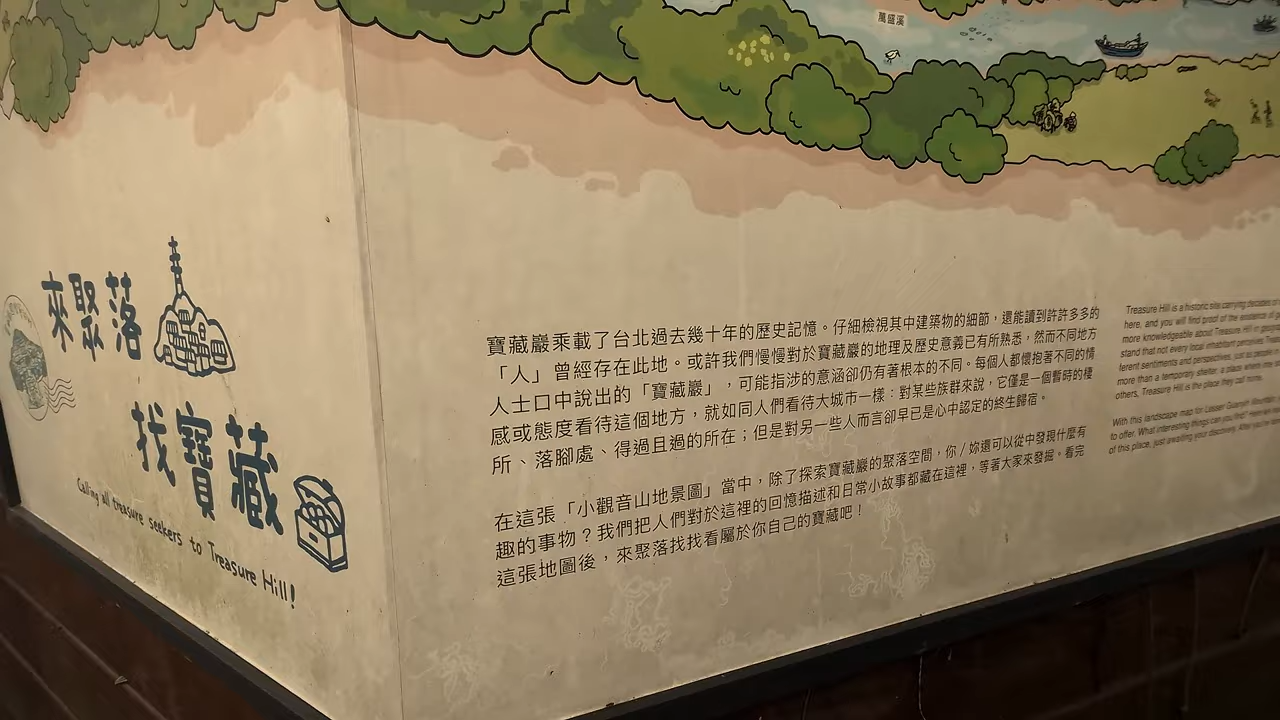 萬盛溪
來聚落
找寶藏
Calling all treasure seekers to Treasure Hill!
寶藏巖乘載了台北過去幾十年的歷史記憶。仔細檢視其中建築物的細節，還能讀到許許多多的
「人」曾經存在此地。或許我們慢慢對於寶藏巖的地理及歷史意義已有所熟悉，然而不同地方
人士口中說出的「寶藏巖」，可能指涉的意涵卻仍有著根本的不同。每個人都懷抱著不同的情
感或態度看待這個地方，就如同人們看待大城市一樣：對某些族群來說，它僅是一個暫時的棲
所、落腳處、得過且過的所在；但是對另一些人而言卻早已是心中認定的終生歸宿。
在這張「小觀音山地景圖」當中，除了探索寶藏巖的聚落空間，你/妳還可以從中發現什麼有
趣的事物？我們把人們對於這裡的回憶描述和日常小故事都藏在這裡，等著大家來發掘。看完
這張地圖後，來聚落找找看屬於你自己的寶藏吧！
Treasure Hill is a historic site carrying decades o
here, and you will find proof of the existence of
more knowledgeable about Treasure Hill in
stand that not every local inhabitant perceives
ferent sentiments and perspectives, just as people
more than a temporary shelter, a place where one
others, Treasure Hill is the place they call home.
With this landscape map for Lesser Guanyin Mountain
to offer. What interesting things can you find?
of this place, just awaiting your discovery. After you've